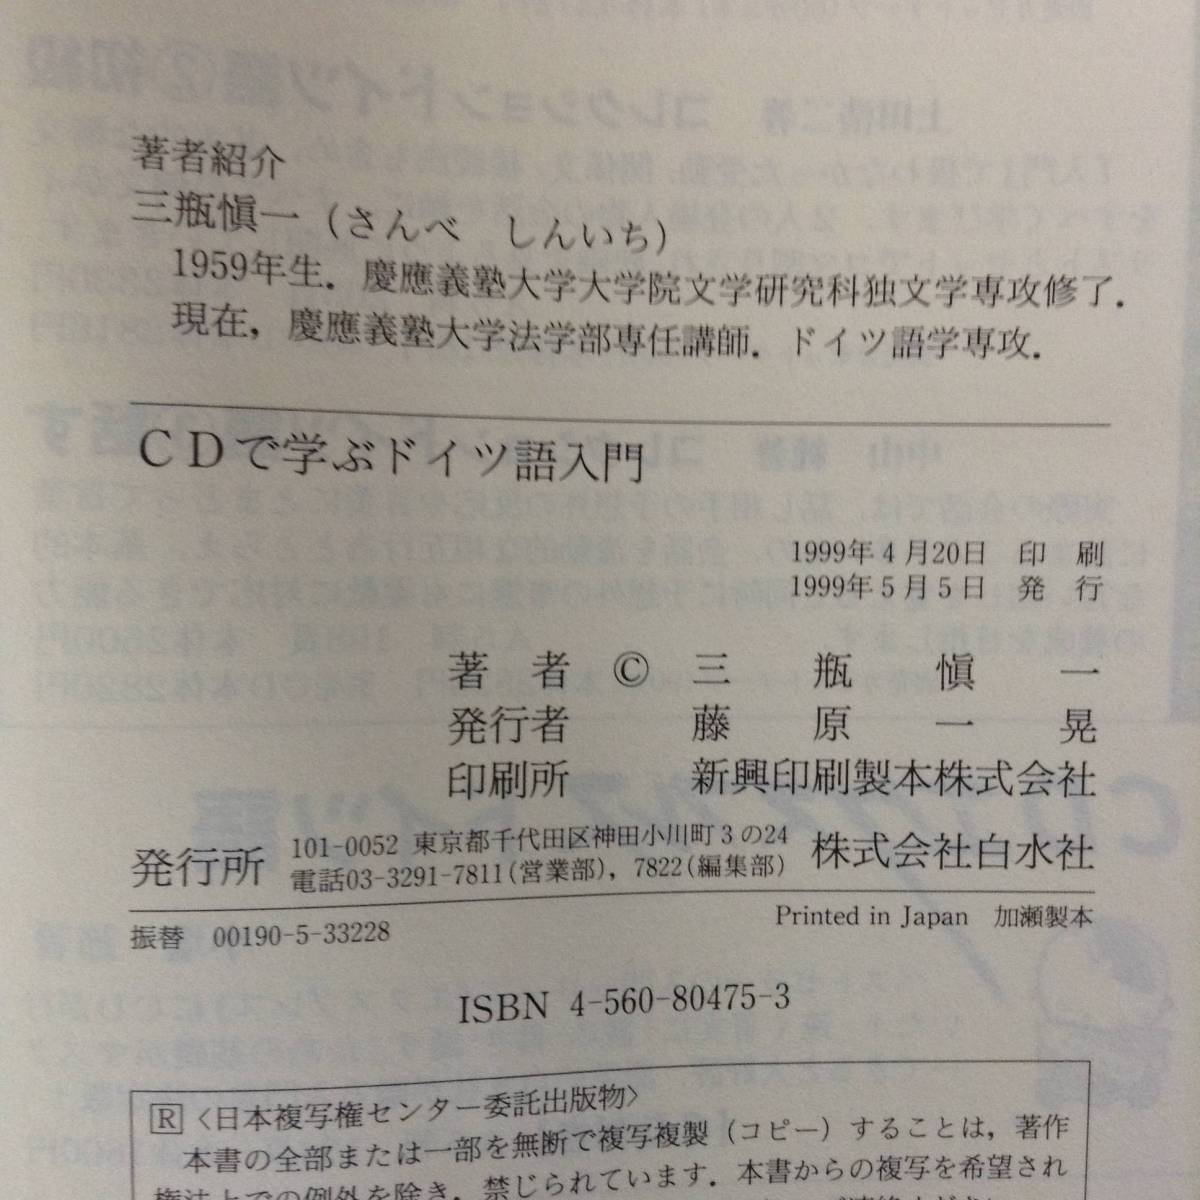 著者紹介
三瓶愼一（さんべ　しんいち）
1959年生．慶應義塾大学大学院文学研究科独文学専攻修了．
現在，慶應義塾大学法学部専任講師．ドイツ語学専攻．
ＣＤで学ぶドイツ語入門
1999年４月20日　印　刷
1999年５月５日　発　行
著　者　©　三　瓶　愼　一
発行者　藤　原　一　晃
印刷所　新興印刷製本株式会社
発行所　101-0052 東京都千代田区神田小川町３の24　株式会社白水社
電話03-3291-7811(営業部)，7822(編集部)
振替　00190-5-33228
Printed in Japan　加瀬製本
ISBN　4-560-80475-3
R〈日本複写権センター委託出版物〉
本書の全部または一部を無断で複写複製（コピー）することは，著作
権法上での例外を除き，禁じられています．本書からの複写を希望され